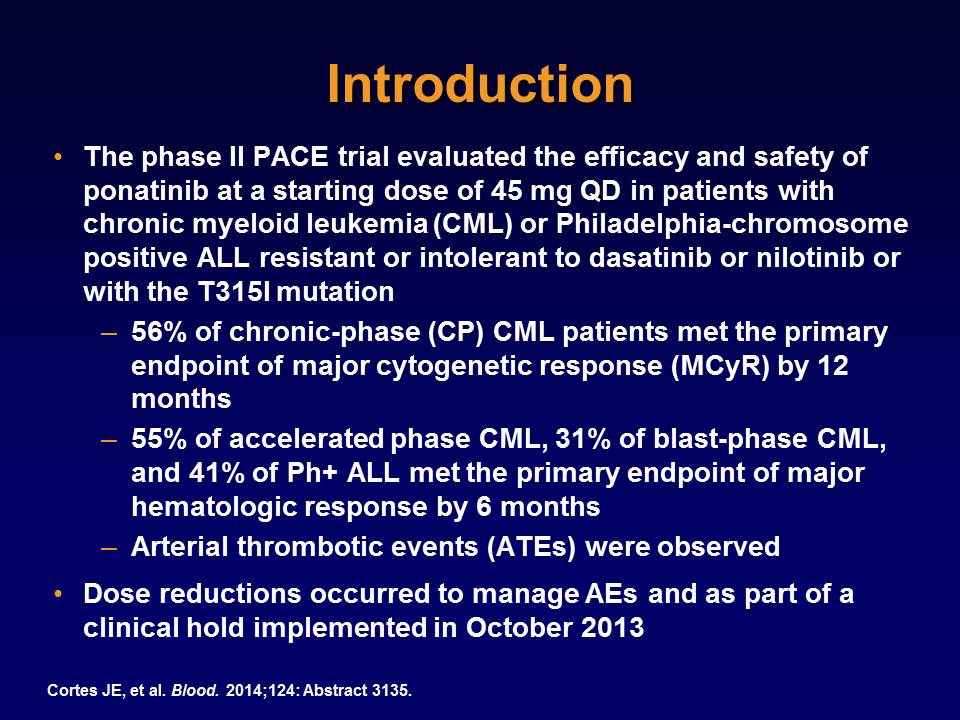 Introduction
• The phase II PACE trial evaluated the efficacy and safety of
ponatinib at a starting dose of 45 mg QD in patients with
chronic myeloid leukemia (CML) or Philadelphia-chromosome
positive ALL resistant or intolerant to dasatinib or nilotinib or
with the T315I mutation
– 56% of chronic-phase (CP) CML patients met the primary
endpoint of major cytogenetic response (MCyR) by 12
months
– 55% of accelerated phase CML, 31% of blast-phase CML,
and 41% of Ph+ ALL met the primary endpoint of major
hematologic response by 6 months
– Arterial thrombotic events (ATEs) were observed
• Dose reductions occurred to manage AEs and as part of a
clinical hold implemented in October 2013
Cortes JE, et al. Blood. 2014;124: Abstract 3135.